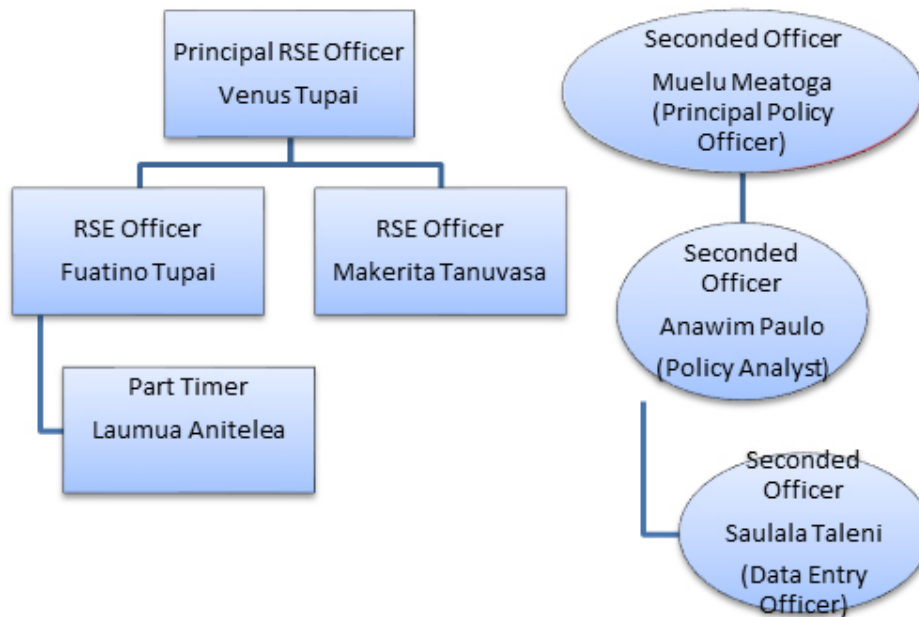 Principal RSE Officer
Venus Tupai
RSE Officer
Fuatino Tupai
RSE Officer
Makerita Tanuvasa
Part Timer
Laumua Anitelea
Seconded Officer
Muelu Meatoga
(Principal Policy
Officer)
Seconded
Officer
Anawim Paulo
(Policy Analyst)
Seconded
Officer
Saulala Taleni
(Data Entry
Officer)